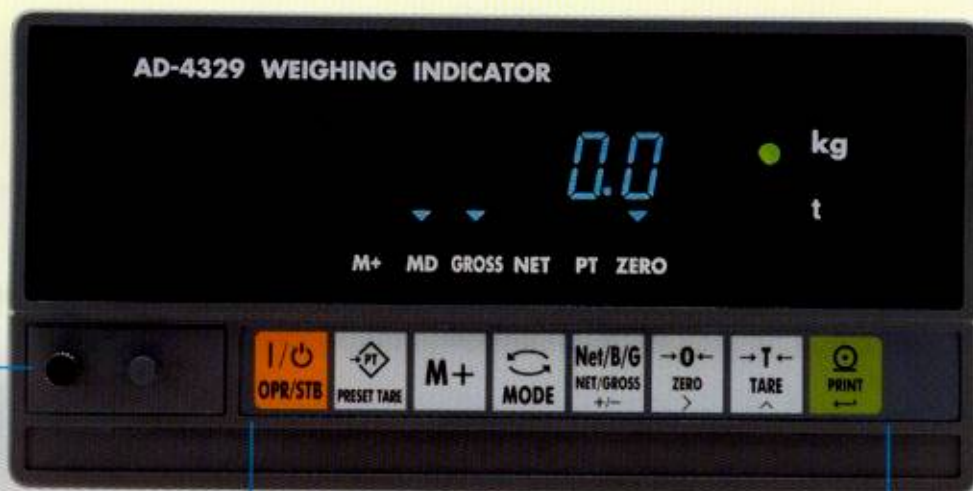 AD-4329 WEIGHING INDICATOR
0.0
kg
t
M+ MD GROSS NET PT ZERO
I/⏻ →PT M+ MODE Net/B/G →0← →T← PRINT
OPR/STB PRESET TARE NET/GROSS ZERO TARE
+/− > ^ ↵